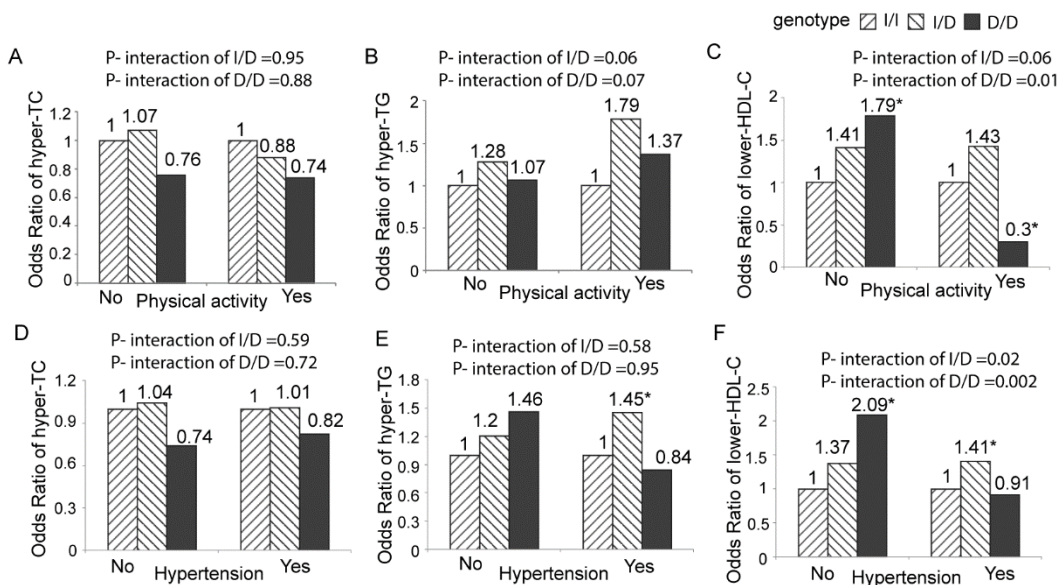 genotype I/I I/D D/D
A
P- interaction of I/D =0.95
P- interaction of D/D =0.88
Odds Ratio of hyper-TC
1.2
1
0.8
0.6
0.4
0.2
0
1 1.07 0.76
1 0.88 0.74
No Physical activity Yes
B
P- interaction of I/D =0.06
P- interaction of D/D =0.07
Odds Ratio of hyper-TG
2
1.5
1
0.5
0
1 1.28 1.07
1 1.79 1.37
No Physical activity Yes
C
P- interaction of I/D =0.06
P- interaction of D/D =0.01
Odds Ratio of lower-HDL-C
2
1.5
1
0.5
0
1 1.41 1.79*
1 1.43 0.3*
No Physical activity Yes
D
P- interaction of I/D =0.59
P- interaction of D/D =0.72
Odds Ratio of hyper-TC
1.2
0.9
0.6
0.3
0
1 1.04 0.74
1 1.01 0.82
No Hypertension Yes
E
P- interaction of I/D =0.58
P- interaction of D/D =0.95
Odds Ratio of hyper-TG
1.8
1.5
1.2
0.9
0.6
0.3
0
1 1.2 1.46
1 1.45* 0.84
No Hypertension Yes
F
P- interaction of I/D =0.02
P- interaction of D/D =0.002
Odds Ratio of lower-HDL-C
2.5
2
1.5
1
0.5
0
1 1.37 2.09*
1 1.41* 0.91
No Hypertension Yes